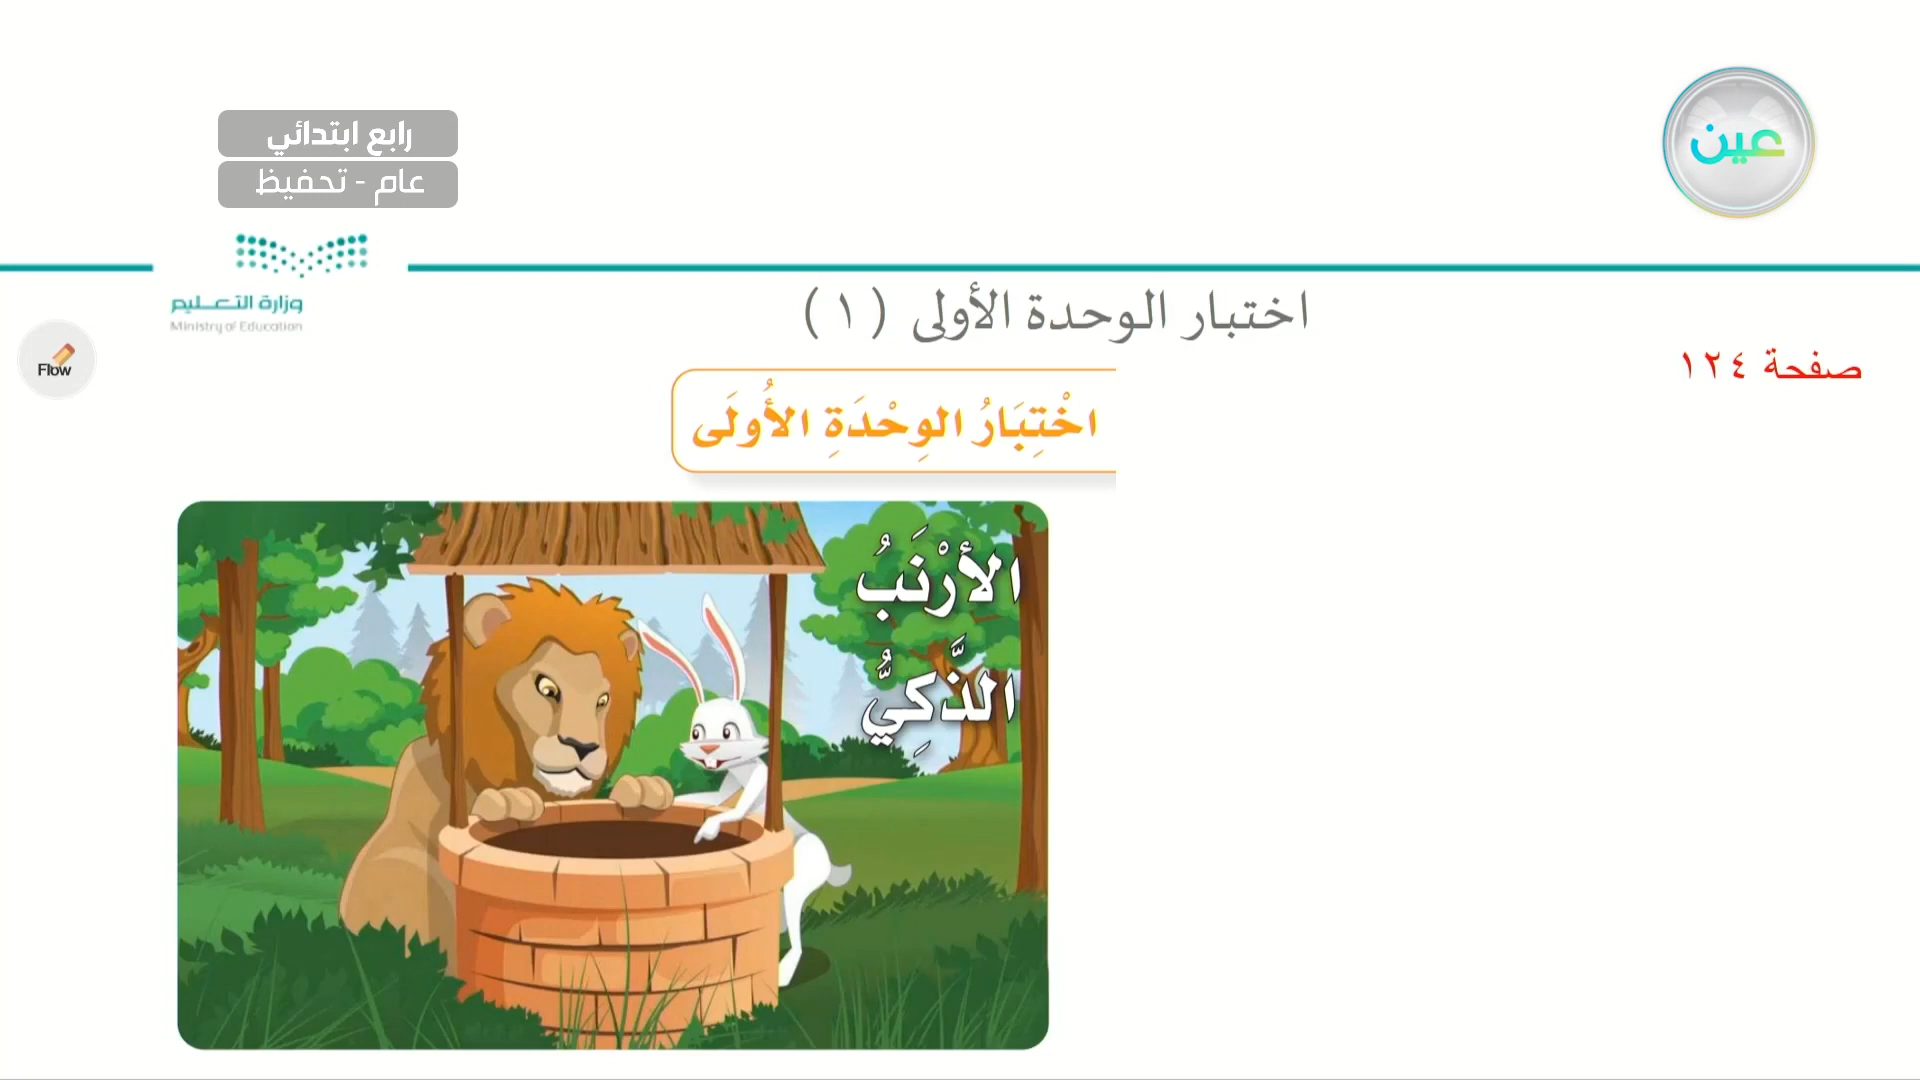 رابع ابتدائي
عام - تحفيظ
عين
وزارة التعليم
Ministry of Education
اختبار الوحدة الأولى (١)
صفحة ١٢٤
Flow
اخْتِبَارُ الوِحْدَةِ الأُولَى
الأَرْنَبُ
الذَّكِيُّ